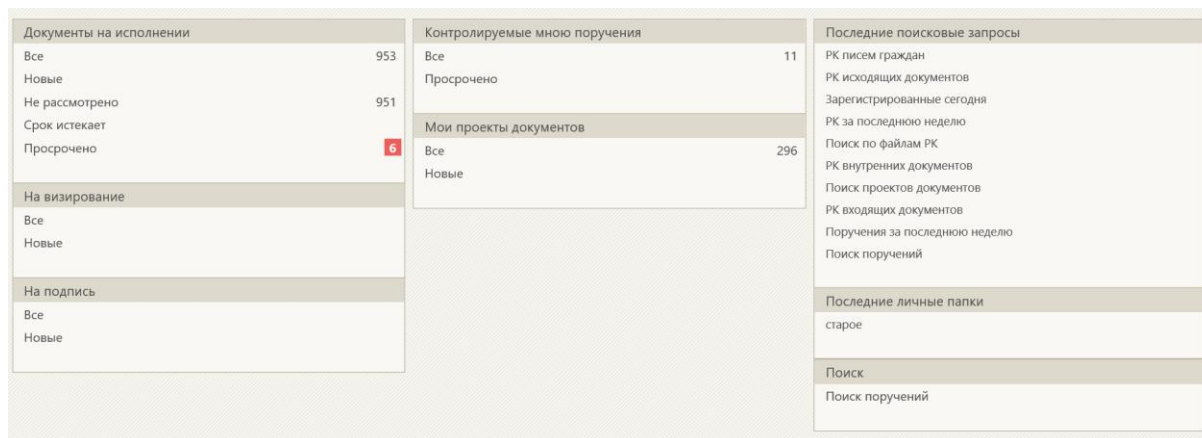 Документы на исполнении
Все 953
Новые
Не рассмотрено 951
Срок истекает
Просрочено 6
На визирование
Все
Новые
На подпись
Все
Новые
Контролируемые мною поручения
Все 11
Просрочено
Мои проекты документов
Все 296
Новые
Последние поисковые запросы
РК писем граждан
РК исходящих документов
Зарегистрированные сегодня
РК за последнюю неделю
Поиск по файлам РК
РК внутренних документов
Поиск проектов документов
РК входящих документов
Поручения за последнюю неделю
Поиск поручений
Последние личные папки
старое
Поиск
Поиск поручений